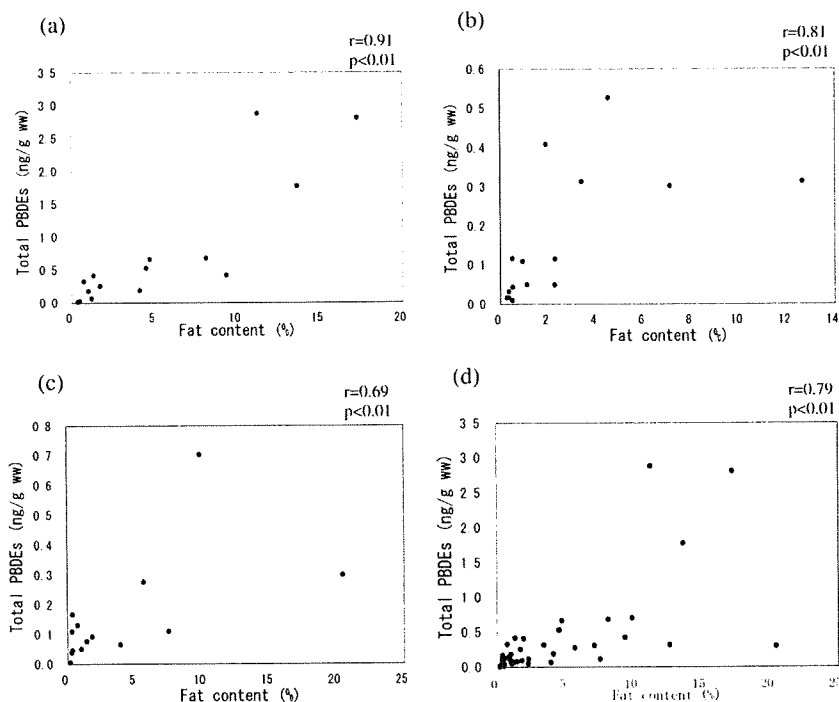 (a)
r=0.91
p<0.01
3 5
3 0
2 5
2 0
1 5
1 0
0 5
0 0
Total PBDEs (ng/g ww)
0 5 10 15 20
Fat content (%)
(b)
r=0.81
p<0.01
0.6
0.5
0.4
0.3
0.2
0.1
0 0
Total PBDEs (ng/g ww)
0 2 4 6 8 10 12 14
Fat content (%)
(c)
r=0.69
p<0.01
0 8
0 7
0 6
0 5
0 4
0 3
0 2
0 1
0.0
Total PBDEs (ng/g ww)
0 5 10 15 20 25
Fat content (%)
(d)
r=0.79
p<0.01
3 5
3 0
2 5
2 0
1 5
1 0
0.5
0 0
Total PBDEs (ng/g ww)
0 5 10 15 20 25
Fat content (%)